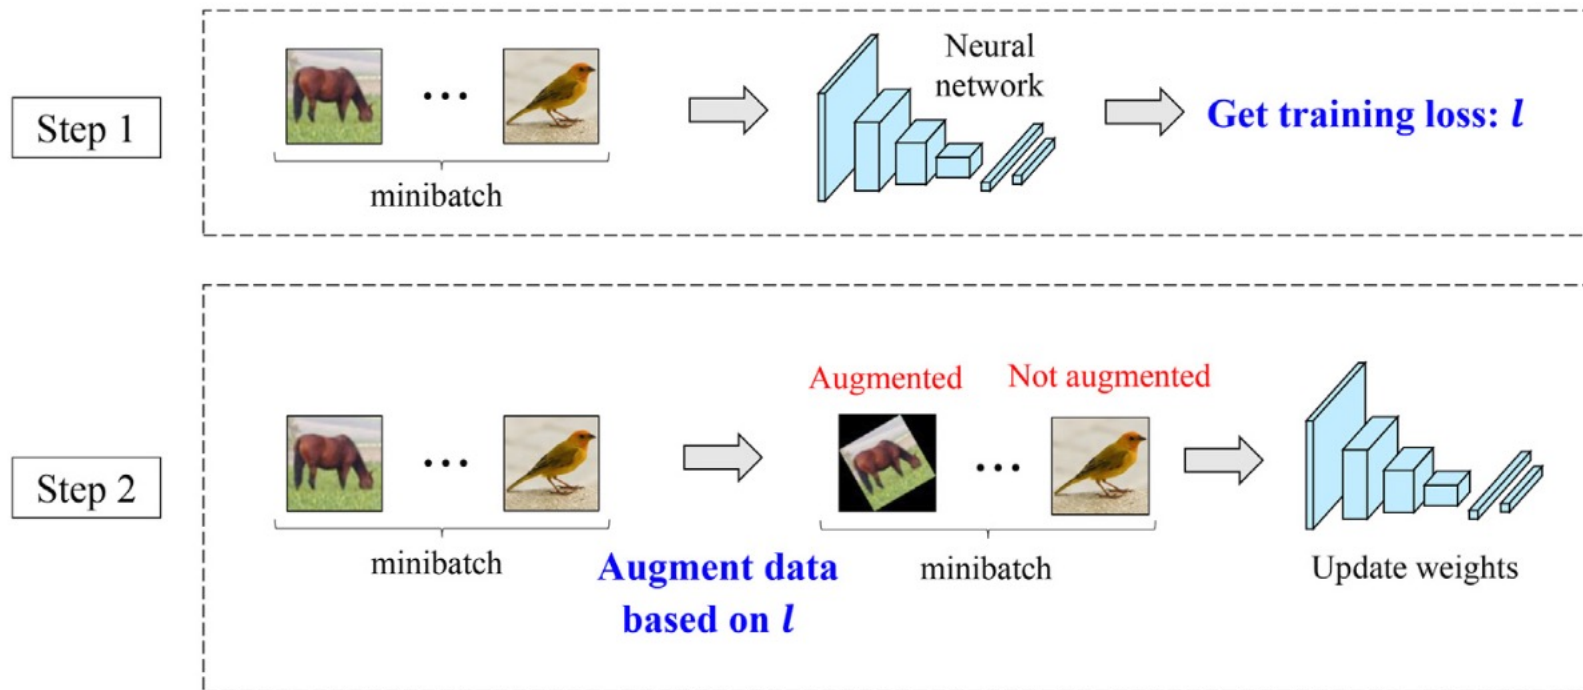 Step 1
minibatch
Neural
network
Get training loss: l
Step 2
minibatch
Augment data
based on l
Augmented
Not augmented
minibatch
Update weights